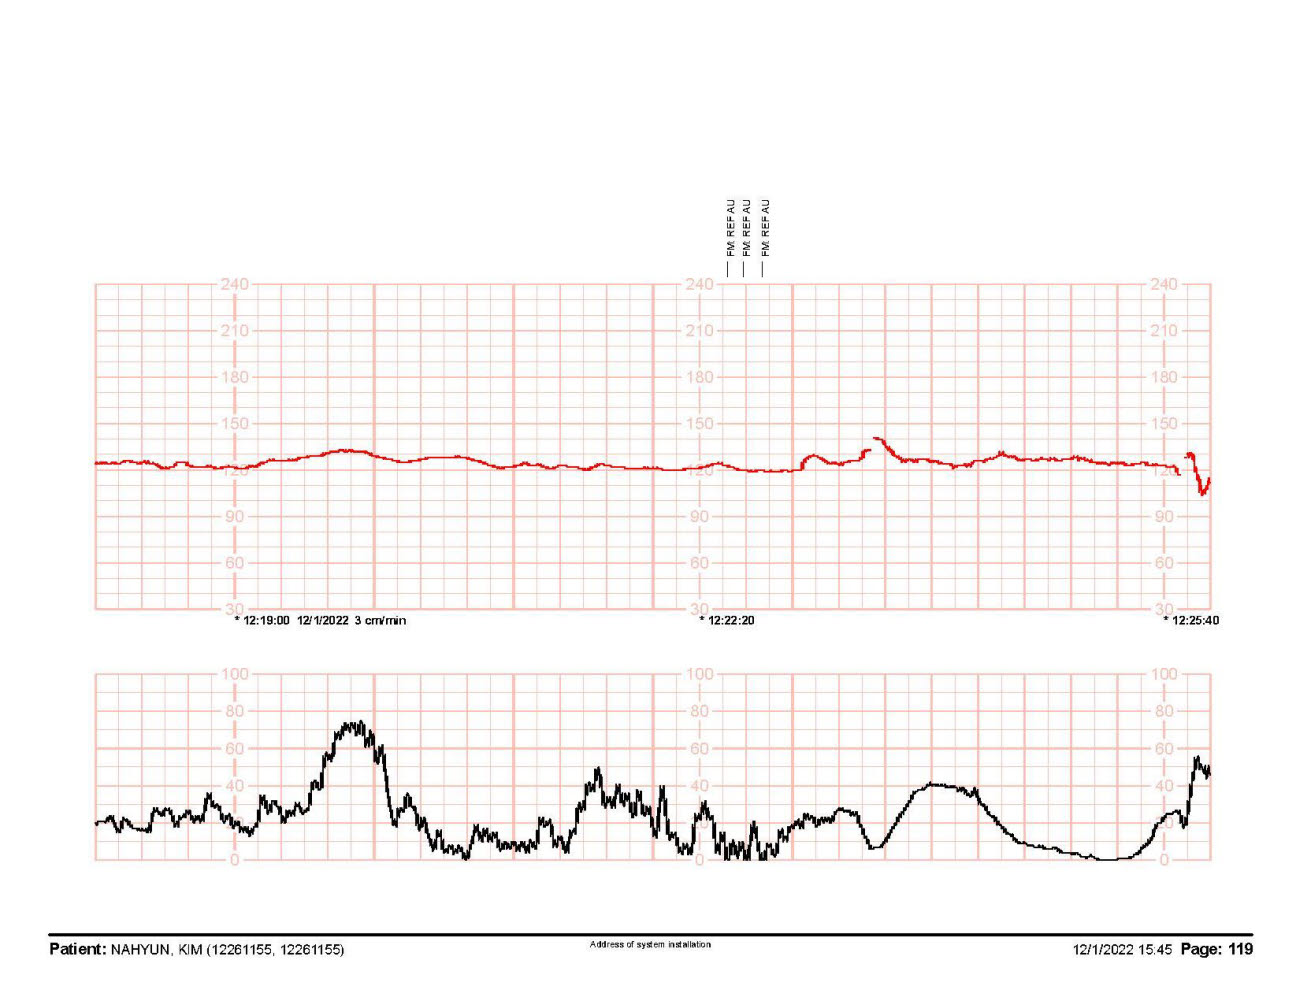 FM: REF AU
FM: REF AU
FM: REF AU
240 240 240
210 210 210
180 180 180
150 150 150
120 120 120
90 90 90
60 60 60
30 30 30
* 12:19:00 12/1/2022 3 cm/min * 12:22:20 * 12:25:40
100 100 100
80 80 80
60 60 60
40 40 40
20 20 20
0 0 0
Patient: NAHYUN, KIM (12261155, 12261155) Address of system installation 12/1/2022 15:45 Page: 119